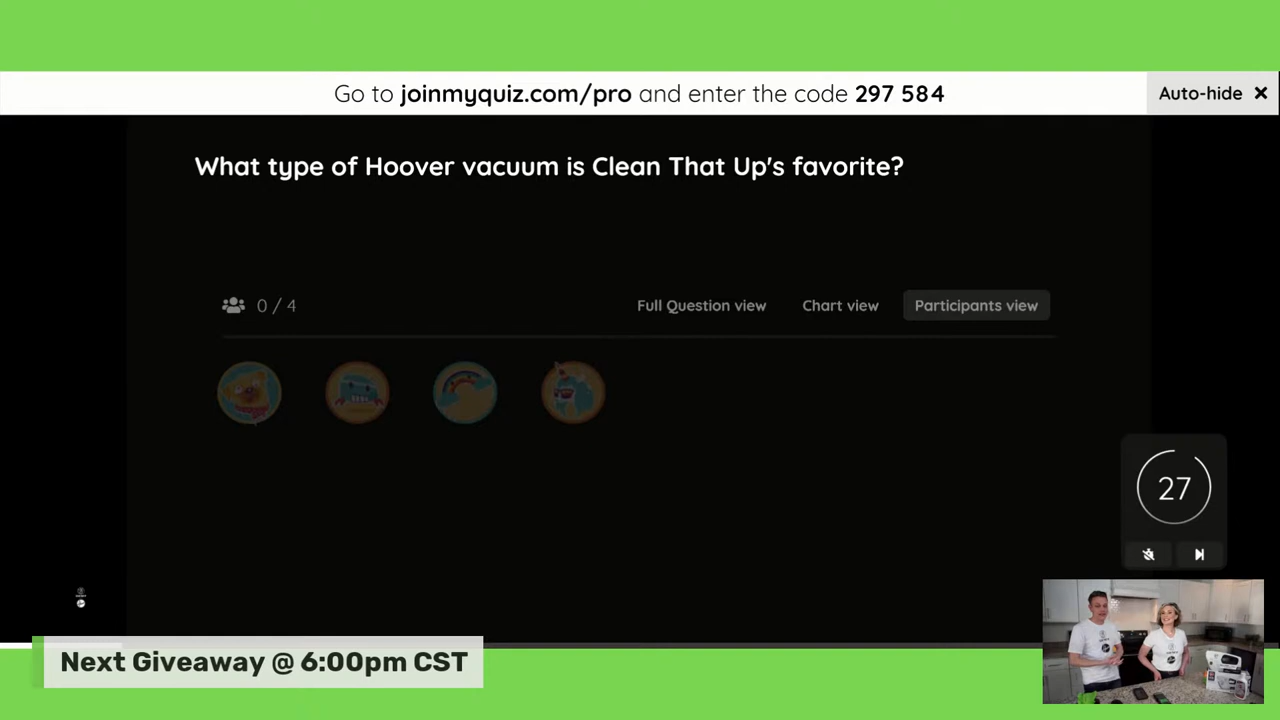 Go to joinmyquiz.com/pro and enter the code 297 584
Auto-hide ×
What type of Hoover vacuum is Clean That Up's favorite?
0 / 4
Full Question view
Chart view
Participants view
27
Next Giveaway @ 6:00pm CST